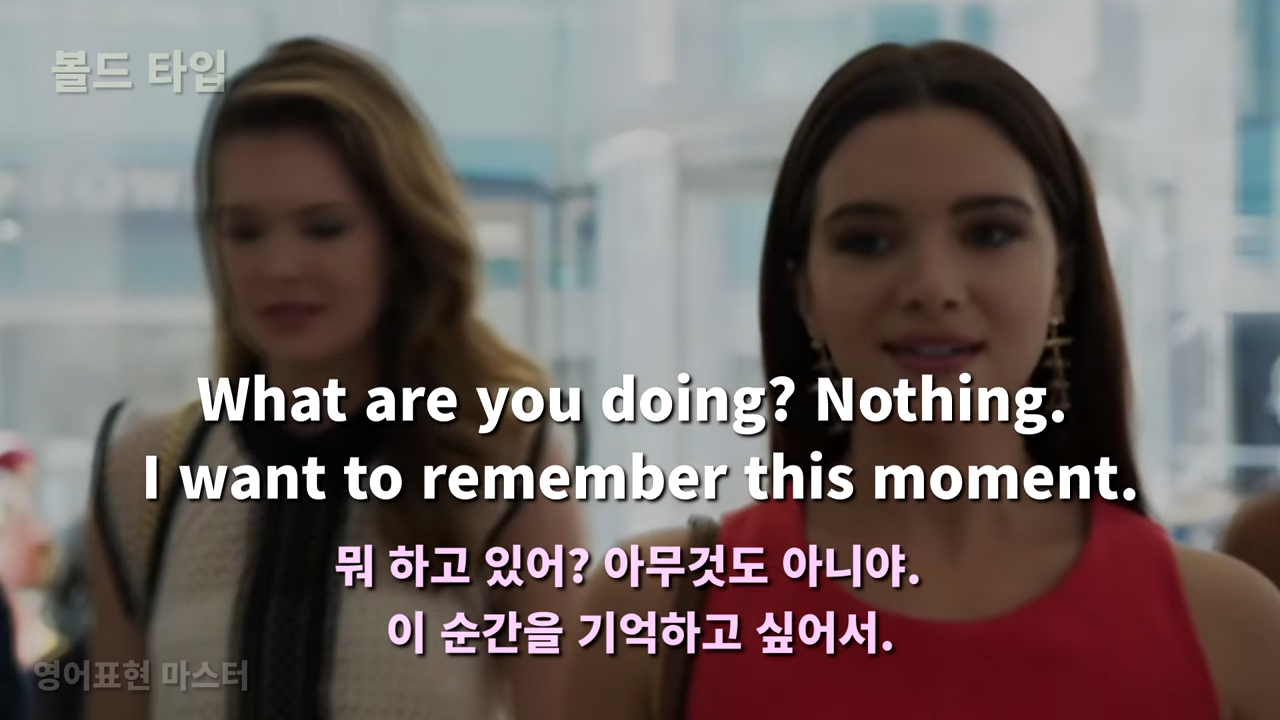 볼드 타입
What are you doing? Nothing.
I want to remember this moment.
뭐 하고 있어? 아무것도 아니야.
이 순간을 기억하고 싶어서.
영어표현 마스터